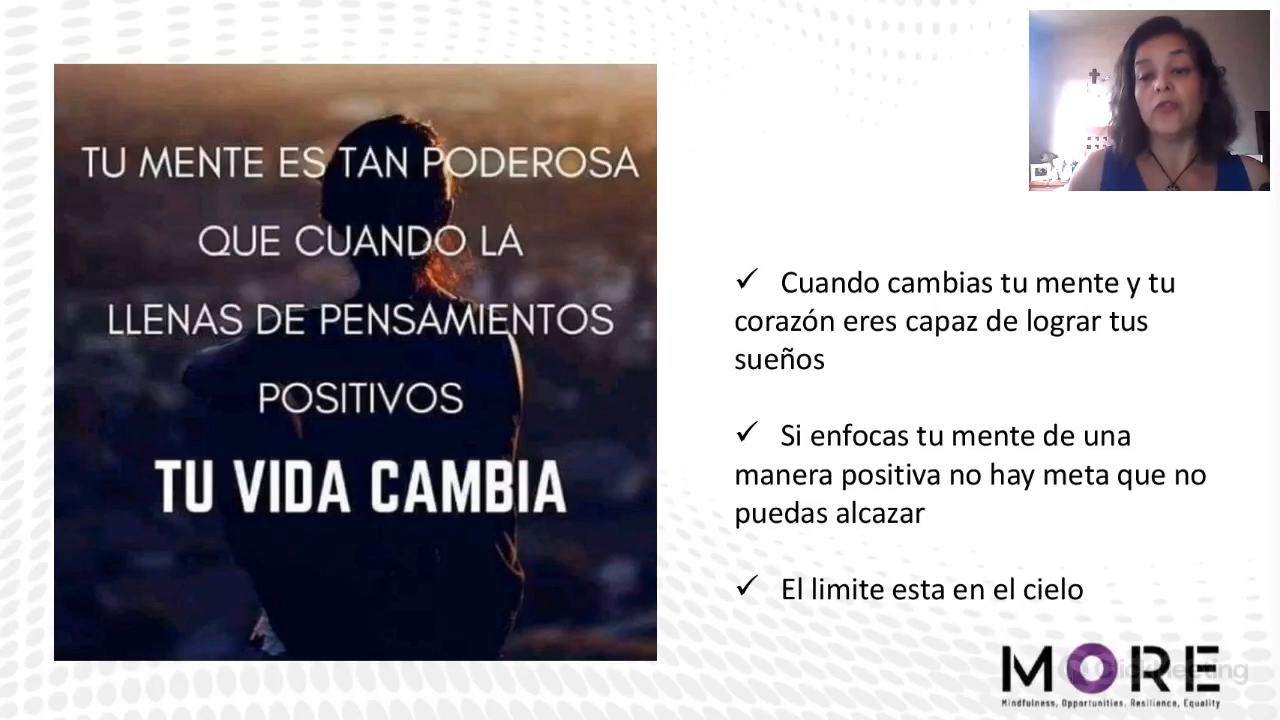 TU MENTE ES TAN PODEROSA
QUE CUANDO LA
LLENAS DE PENSAMIENTOS
POSITIVOS
TU VIDA CAMBIA
✓ Cuando cambias tu mente y tu
corazón eres capaz de lograr tus
sueños
✓ Si enfocas tu mente de una
manera positiva no hay meta que no
puedas alcazar
✓ El limite esta en el cielo
MORE
ClickMeeting
Mindfulness, Opportunities, Resilience, Equality